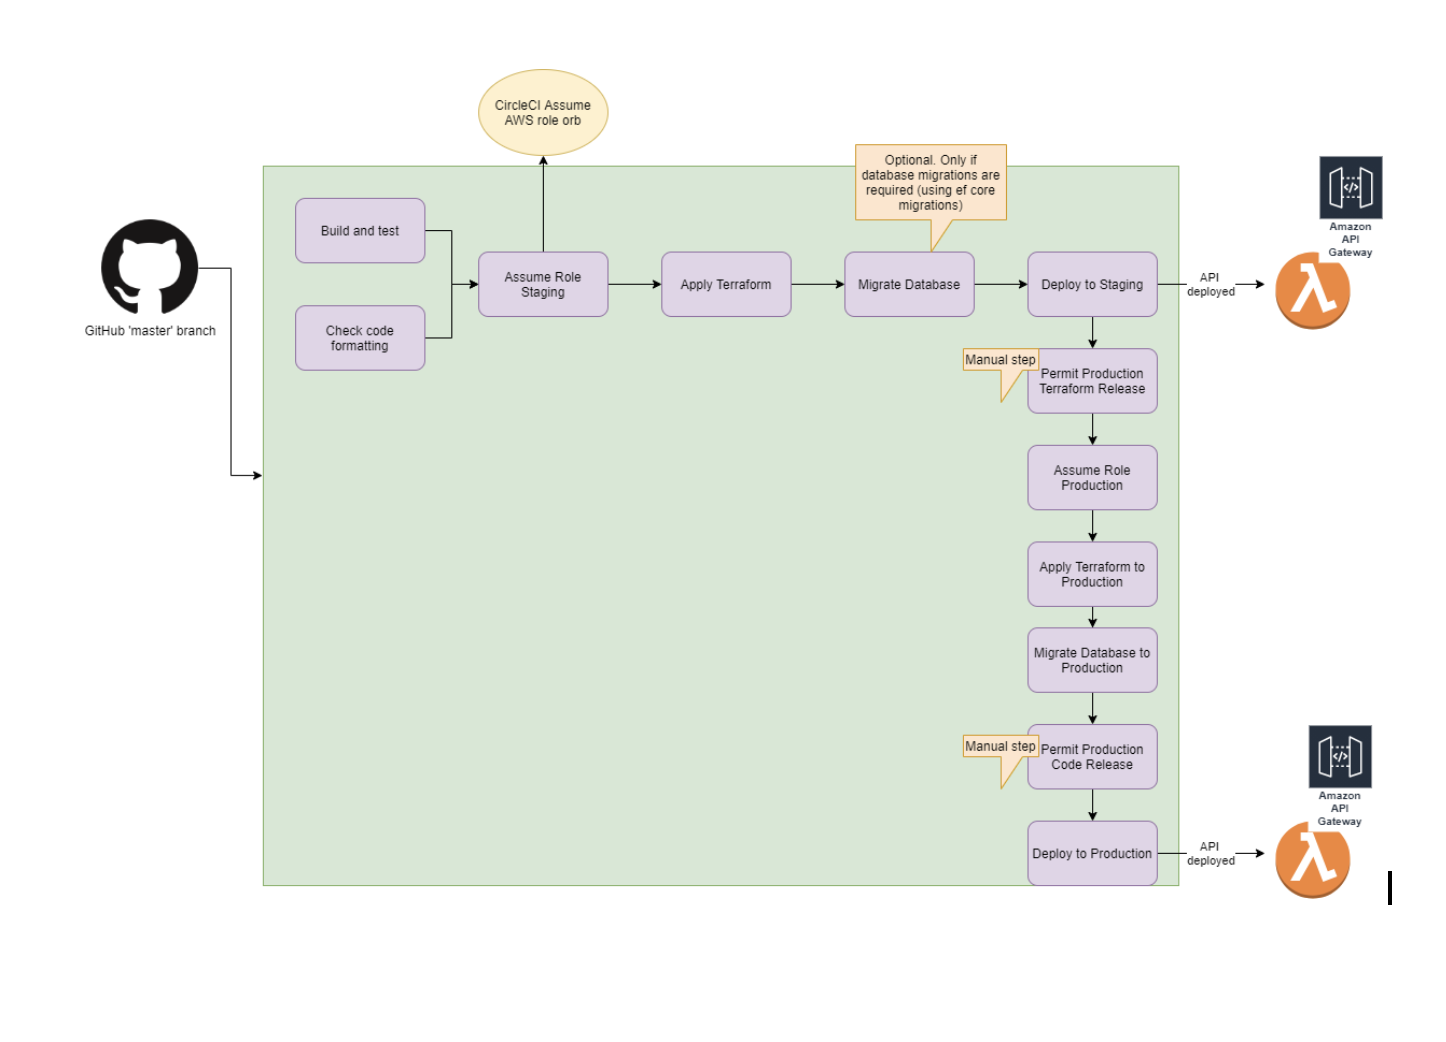 CircleCI Assume
AWS role orb
Optional. Only if
database migrations are
required (using ef core
migrations)
Amazon
API
Gateway
Build and test
GitHub 'master' branch
Check code
formatting
Assume Role
Staging
Apply Terraform
Migrate Database
Deploy to Staging
API
deployed
Manual step
Permit Production
Terraform Release
Assume Role
Production
Apply Terraform to
Production
Migrate Database to
Production
Manual step
Permit Production
Code Release
Amazon
API
Gateway
Deploy to Production
API
deployed